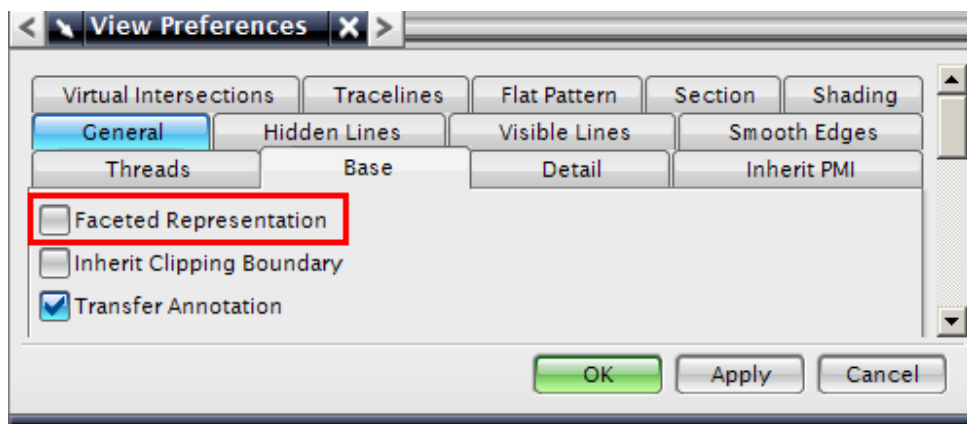 View Preferences
Virtual Intersections Tracelines Flat Pattern Section Shading
General Hidden Lines Visible Lines Smooth Edges
Threads Base Detail Inherit PMI
Faceted Representation
Inherit Clipping Boundary
Transfer Annotation
OK Apply Cancel